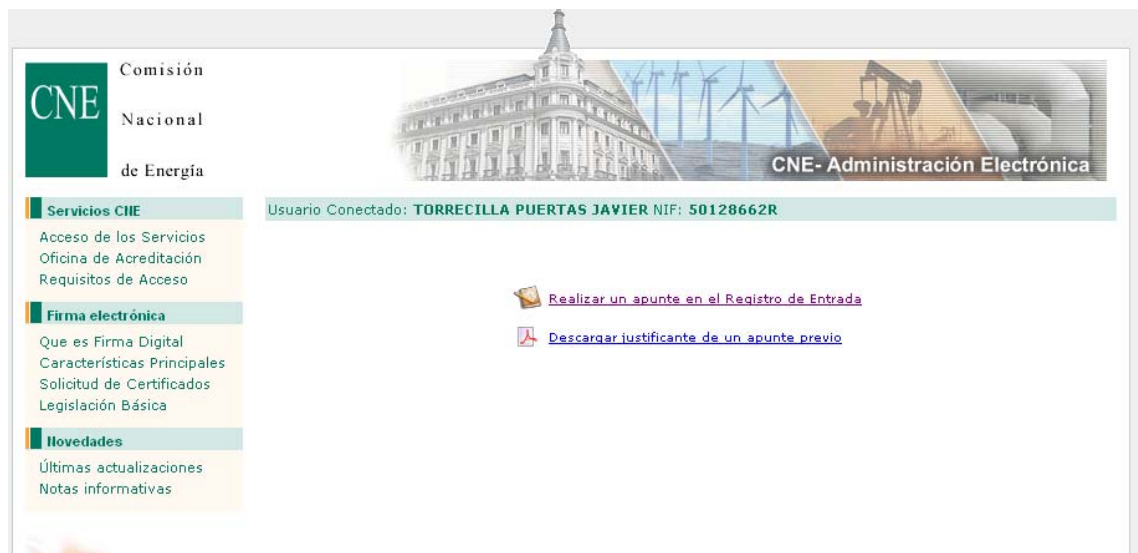 CNE
Comisión
Nacional
de Energía
CNE- Administración Electrónica
Servicios CNE
Acceso de los Servicios
Oficina de Acreditación
Requisitos de Acceso
Firma electrónica
Que es Firma Digital
Características Principales
Solicitud de Certificados
Legislación Básica
Novedades
Últimas actualizaciones
Notas informativas
Usuario Conectado: TORRECILLA PUERTAS JAVIER NIF: 50128662R
Realizar un apunte en el Registro de Entrada
Descargar justificante de un apunte previo